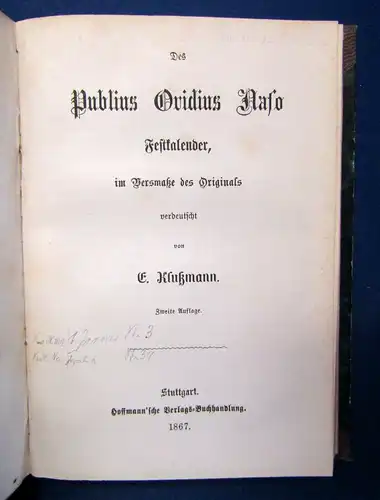 Des
Publius Ovidius Naso
Festkalender,
im Versmaße des Originals
verdeutscht
von
E. Klußmann.
Zweite Auflage.
Stuttgart.
Hoffmann'sche Verlags-Buchhandlung.
1867.